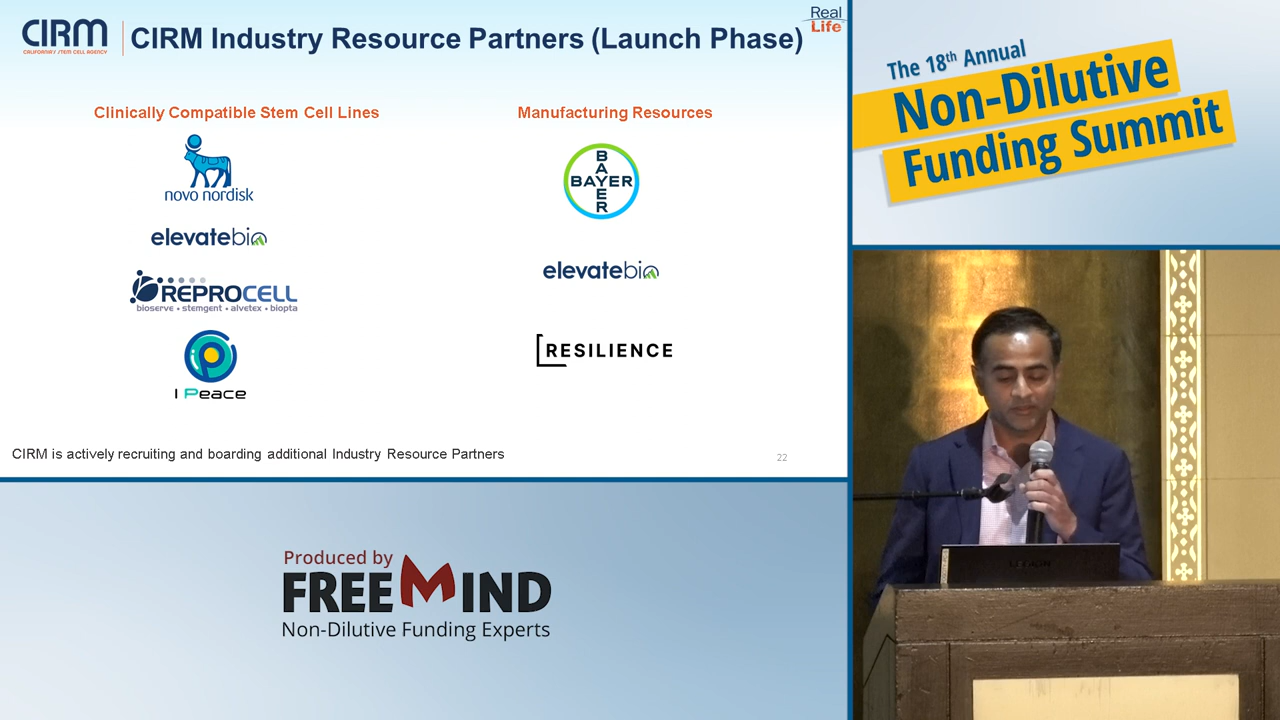 CIRM
CALIFORNIA'S STEM CELL AGENCY
CIRM Industry Resource Partners (Launch Phase)
Real
Life
Clinically Compatible Stem Cell Lines
novo nordisk
elevatebio
REPROCELL
bioserve • stemgent • alvetex • biopta
iP
I Peace
Manufacturing Resources
BAYER
BAYER
elevatebio
RESILIENCE
CIRM is actively recruiting and boarding additional Industry Resource Partners
22
The 18th Annual
Non-Dilutive
Funding Summit
Produced by
FREEMIND
Non-Dilutive Funding Experts